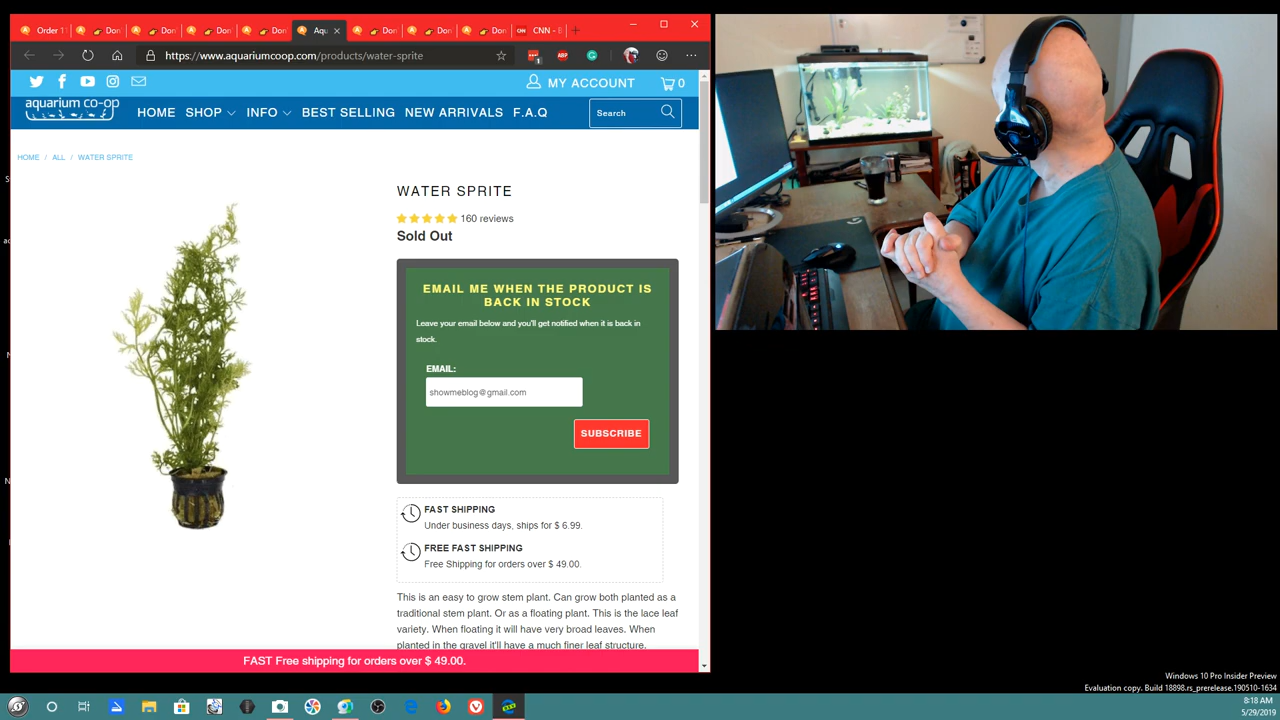 Order 1
Don
Don
Don
Don
Aqu
Don
Don
Don
CNN - B
https://www.aquariumcoop.com/products/water-sprite
ABP
MY ACCOUNT
0
aquarium co-op
HOME SHOP INFO BEST SELLING NEW ARRIVALS F.A.Q
Search
HOME / ALL / WATER SPRITE
WATER SPRITE
160 reviews
Sold Out
EMAIL ME WHEN THE PRODUCT IS
BACK IN STOCK
Leave your email below and you'll get notified when it is back in
stock.
EMAIL:
showmeblog@gmail.com
SUBSCRIBE
FAST SHIPPING
Under business days, ships for $ 6.99.
FREE FAST SHIPPING
Free Shipping for orders over $ 49.00.
This is an easy to grow stem plant. Can grow both planted as a
traditional stem plant. Or as a floating plant. This is the lace leaf
variety. When floating it will have very broad leaves. When
planted in the gravel it'll have a much finer leaf structure.
FAST Free shipping for orders over $ 49.00.
Windows 10 Pro Insider Preview
Evaluation copy. Build 18898.rs_prerelease.190510-1634
8:18 AM
5/29/2019